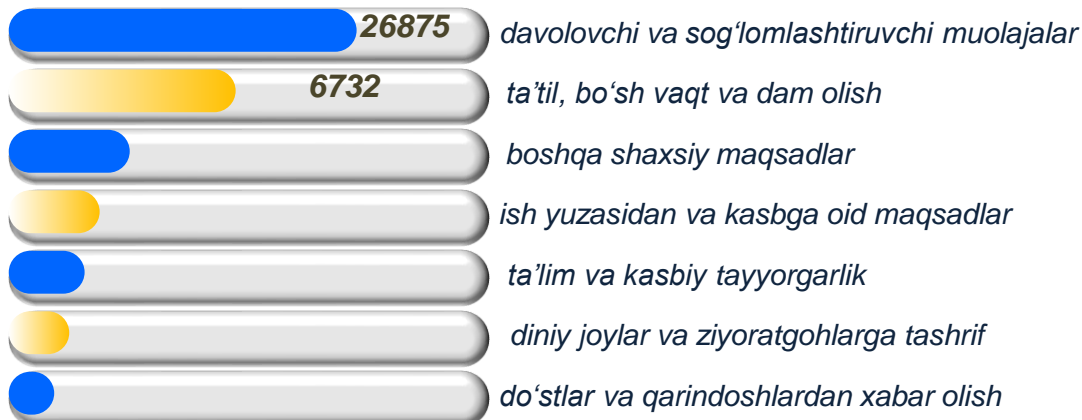 26875 davolovchi va sog‘lomlashtiruvchi muolajalar
6732 ta’til, bo‘sh vaqt va dam olish
boshqa shaxsiy maqsadlar
ish yuzasidan va kasbga oid maqsadlar
ta’lim va kasbiy tayyorgarlik
diniy joylar va ziyoratgohlarga tashrif
do‘stlar va qarindoshlardan xabar olish